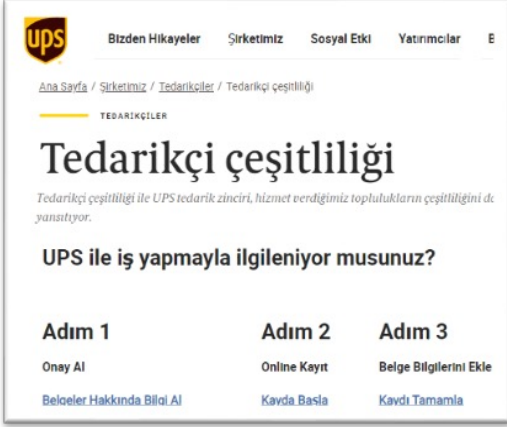 ups
Bizden Hikayeler Şirketimiz Sosyal Etki Yatırımcılar B
Ana Sayfa / Şirketimiz / Tedarikçiler / Tedarikçi çeşitliliği
TEDARİKÇİLER
Tedarikçi çeşitliliği
Tedarikçi çeşitliliği ile UPS tedarik zinciri, hizmet verdiğimiz toplulukların çeşitliliğini da
yansıtıyor.
UPS ile iş yapmayla ilgileniyor musunuz?
Adım 1 Adım 2 Adım 3
Onay Al Online Kayıt Belge Bilgilerini Ekle
Belgeler Hakkında Bilgi Al Kayda Başla Kaydı Tamamla